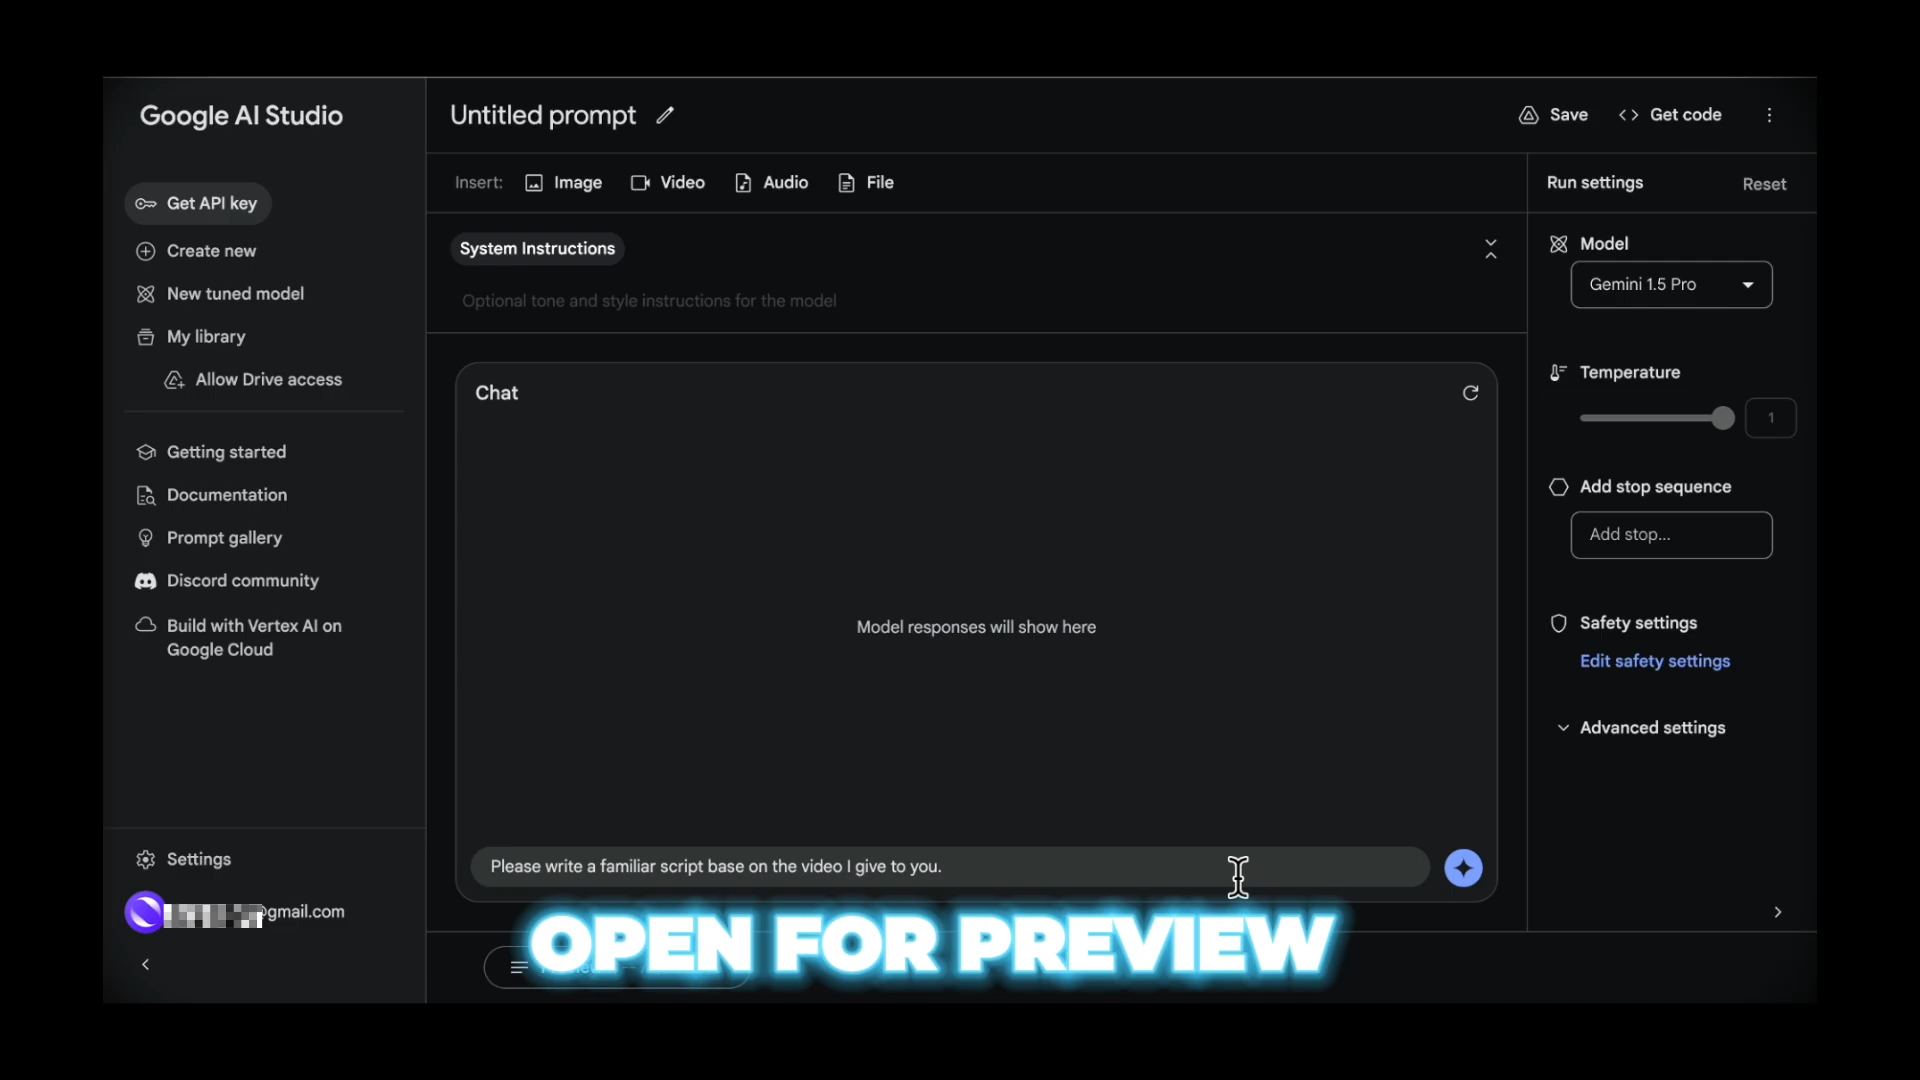 Google AI Studio
Get API key
Create new
New tuned model
My library
Allow Drive access
Getting started
Documentation
Prompt gallery
Discord community
Build with Vertex AI on
Google Cloud
Settings
@gmail.com
Untitled prompt
Save
Get code
Insert:
Image
Video
Audio
File
System Instructions
Optional tone and style instructions for the model
Chat
Model responses will show here
Please write a familiar script base on the video I give to you.
OPEN FOR PREVIEW
Run settings
Reset
Model
Gemini 1.5 Pro
Temperature
1
Add stop sequence
Add stop...
Safety settings
Edit safety settings
Advanced settings